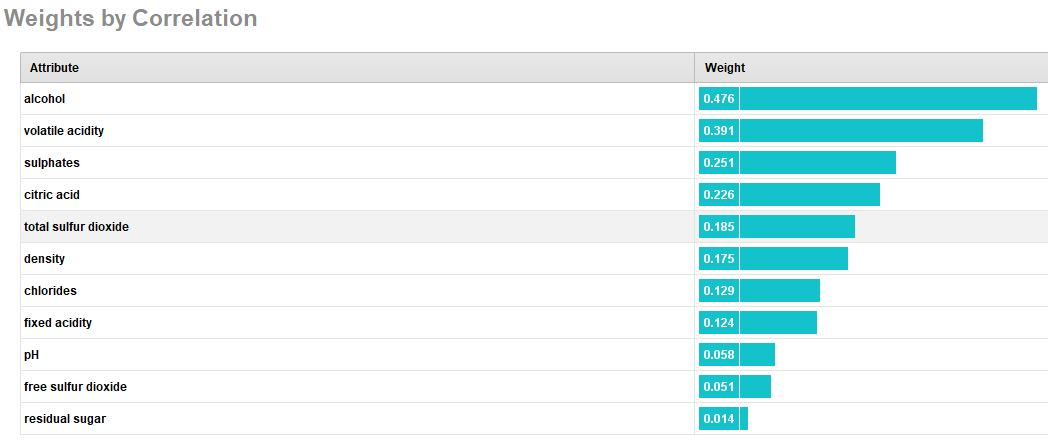 Weights by Correlation
Attribute Weight
alcohol 0.476
volatile acidity 0.391
sulphates 0.251
citric acid 0.226
total sulfur dioxide 0.185
density 0.175
chlorides 0.129
fixed acidity 0.124
pH 0.058
free sulfur dioxide 0.051
residual sugar 0.014